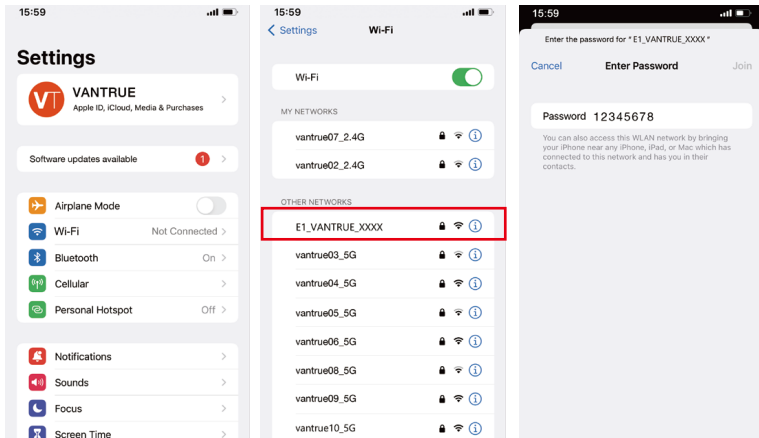 15:59
Settings
VT
VANTRUE
Apple ID, iCloud, Media & Purchases
Software updates available
1
Airplane Mode
Wi-Fi
Not Connected
Bluetooth
On
Cellular
Personal Hotspot
Off
Notifications
Sounds
Focus
Screen Time
15:59
Settings
Wi-Fi
Wi-Fi
MY NETWORKS
vantrue07_2.4G
vantrue02_2.4G
OTHER NETWORKS
E1_VANTRUE_XXXX
vantrue03_5G
vantrue04_5G
vantrue05_5G
vantrue06_5G
vantrue08_5G
vantrue09_5G
vantrue10_5G
15:59
Enter the password for "E1_VANTRUE_XXXX"
Cancel
Enter Password
Join
Password 12345678
You can also access this WLAN network by bringing
your iPhone near any iPhone, iPad, or Mac which has
connected to this network and has you in their
contacts.